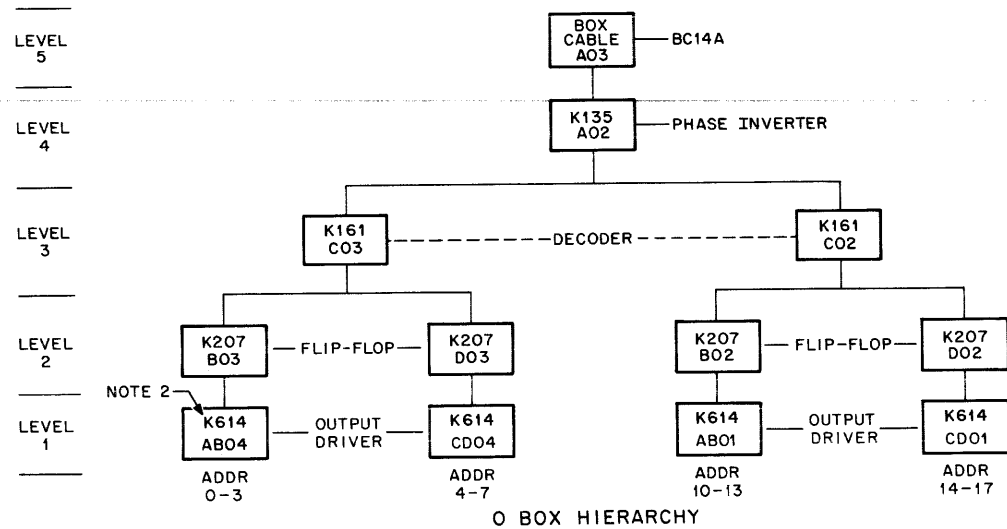 LEVEL
5
BOX
CABLE
A03
BC14A
LEVEL
4
K135
A02
PHASE INVERTER
LEVEL
3
K161
C03
DECODER
K161
C02
LEVEL
2
K207
B03
FLIP-FLOP
K207
D03
K207
B02
FLIP-FLOP
K207
D02
NOTE 2
LEVEL
1
K614
AB04
OUTPUT
DRIVER
K614
CD04
K614
AB01
OUTPUT
DRIVER
K614
CD01
ADDR
0-3
ADDR
4-7
ADDR
10-13
ADDR
14-17
O BOX HIERARCHY